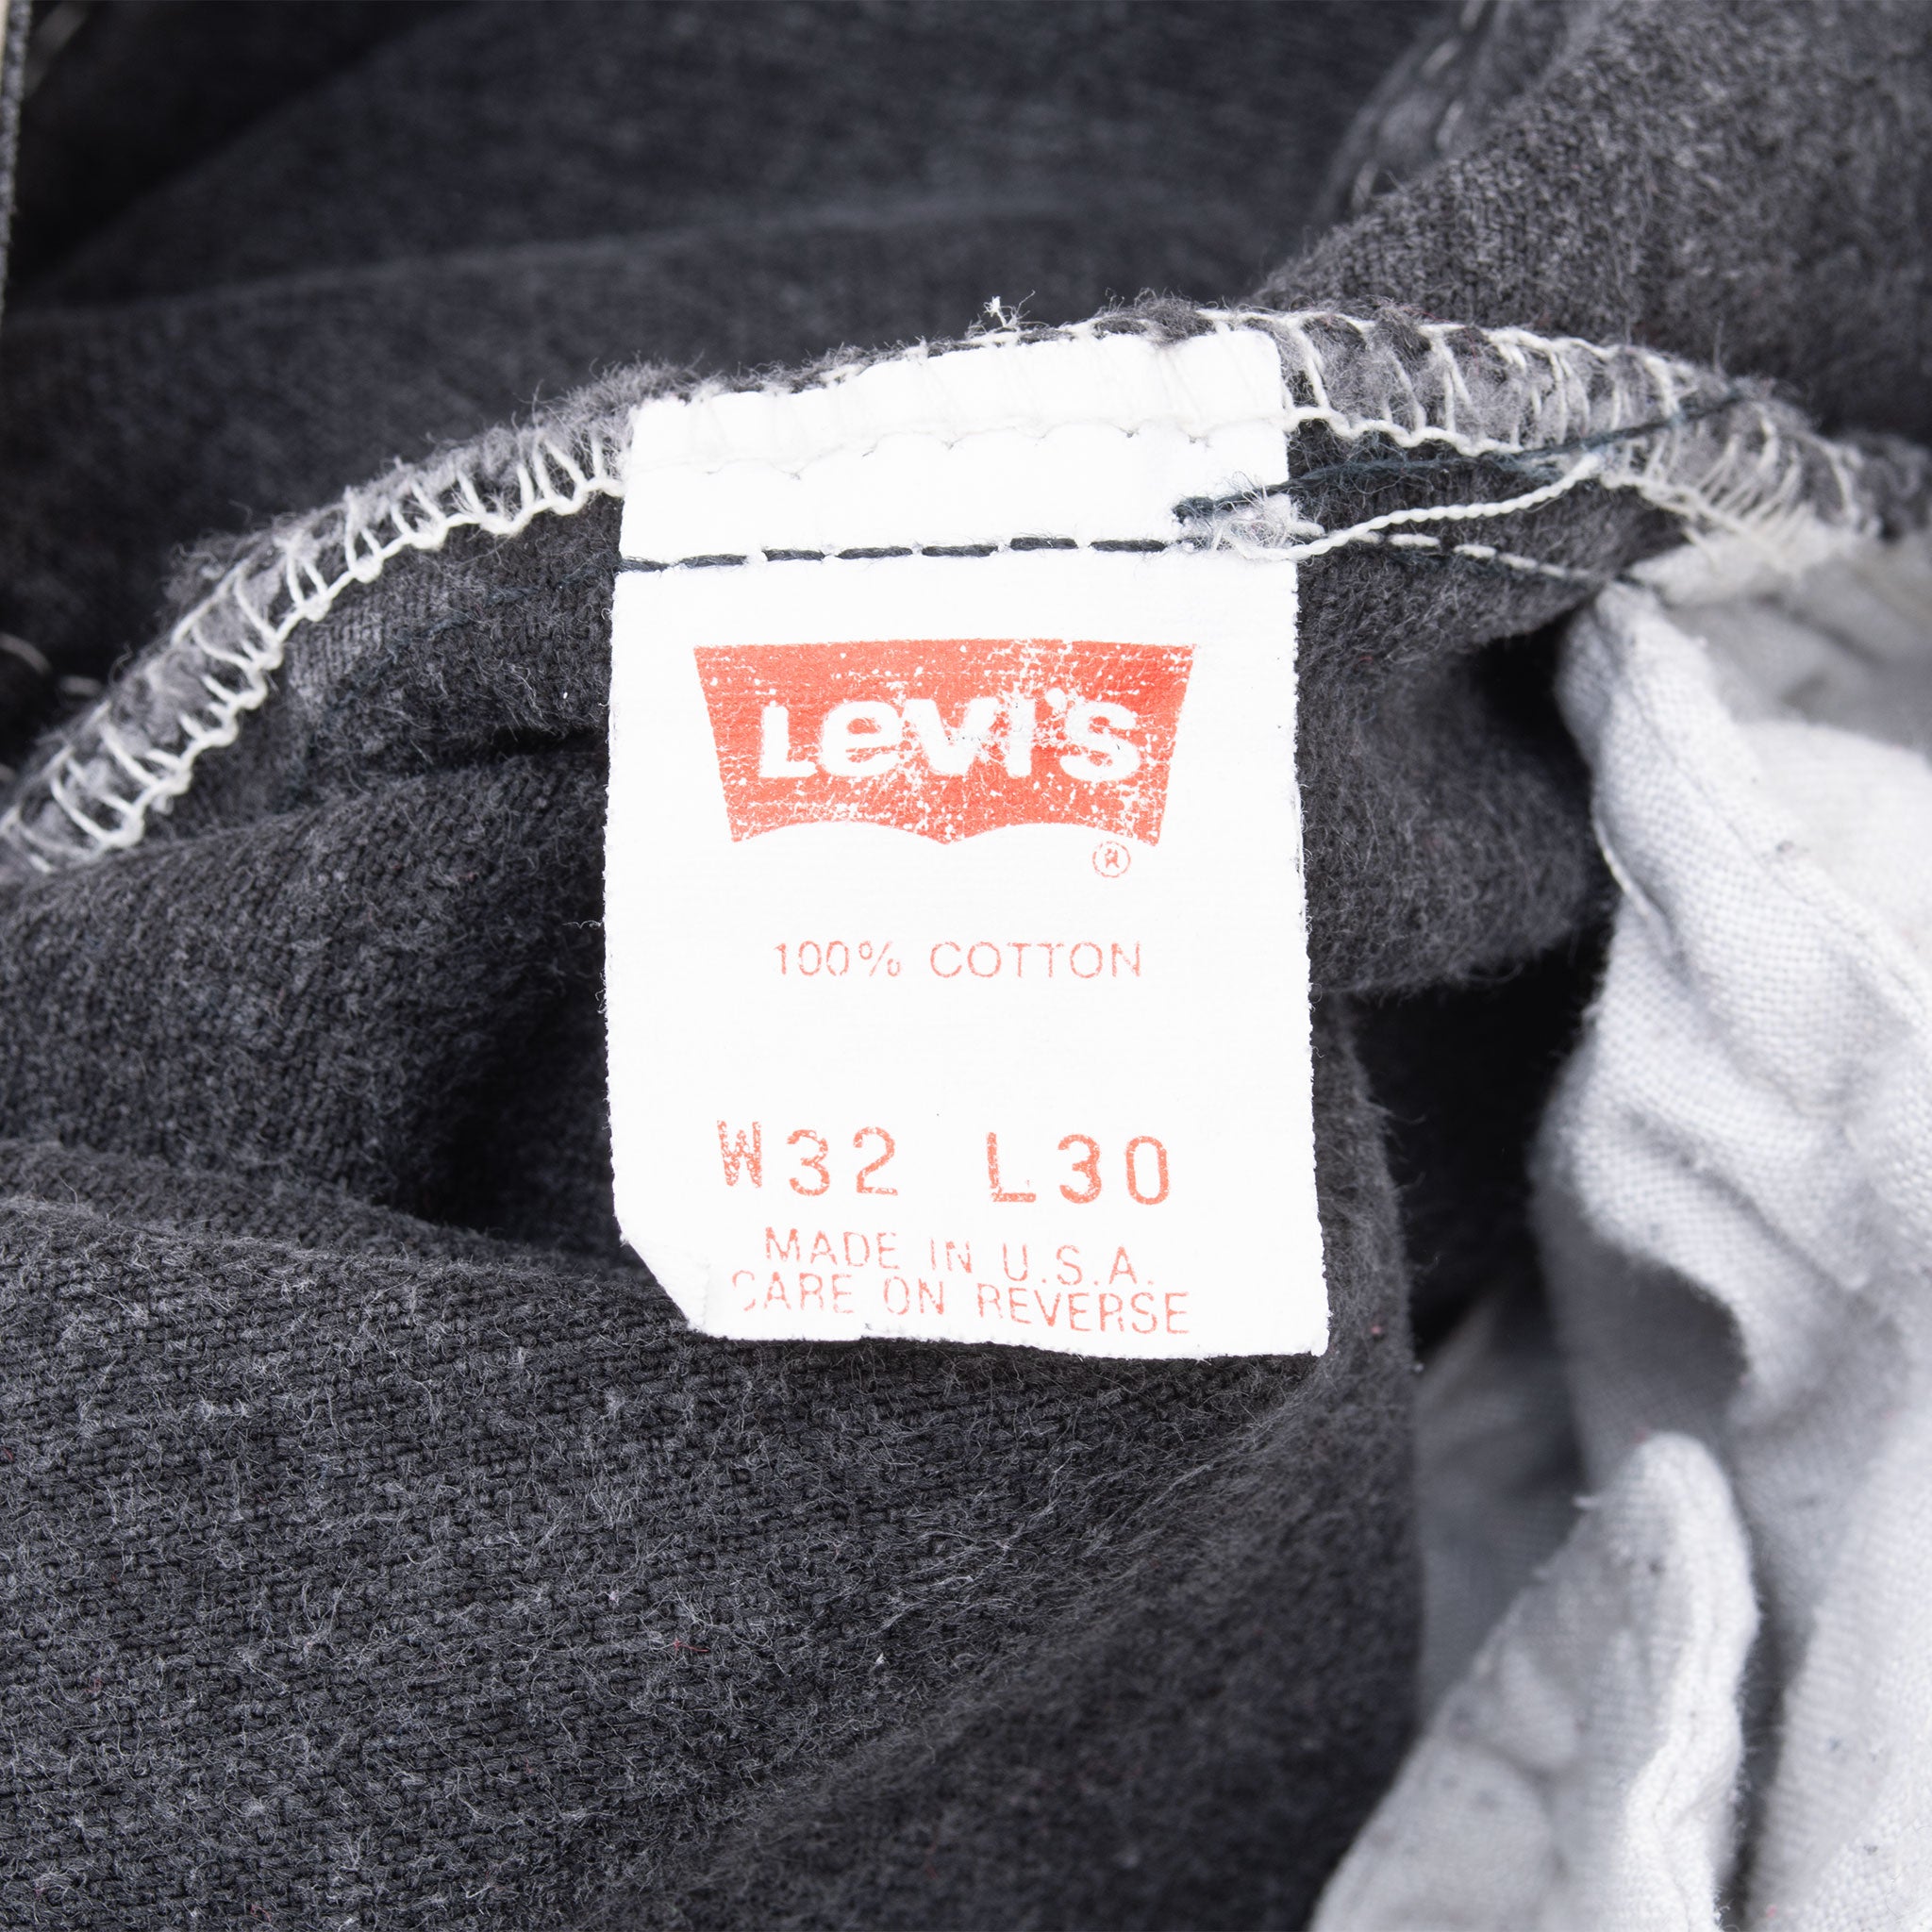 Levi's
®
100% COTTON
W32 L30
MADE IN U.S.A.
CARE ON REVERSE